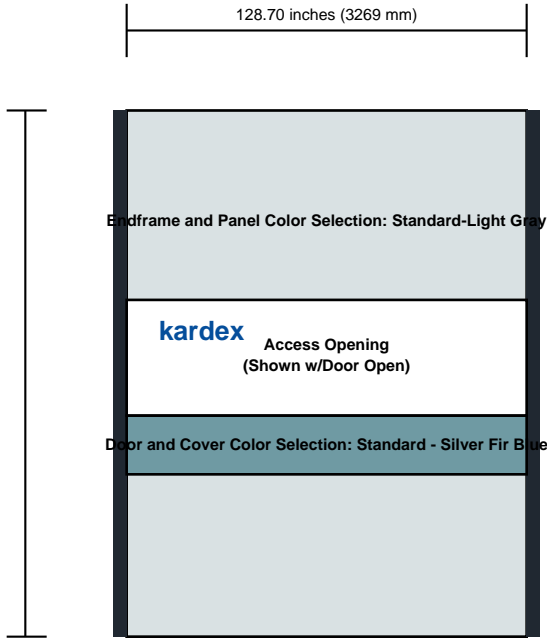 128.70 inches (3269 mm)
Endframe and Panel Color Selection: Standard-Light Gray
kardex
Access Opening
(Shown w/Door Open)
Door and Cover Color Selection: Standard - Silver Fir Blue